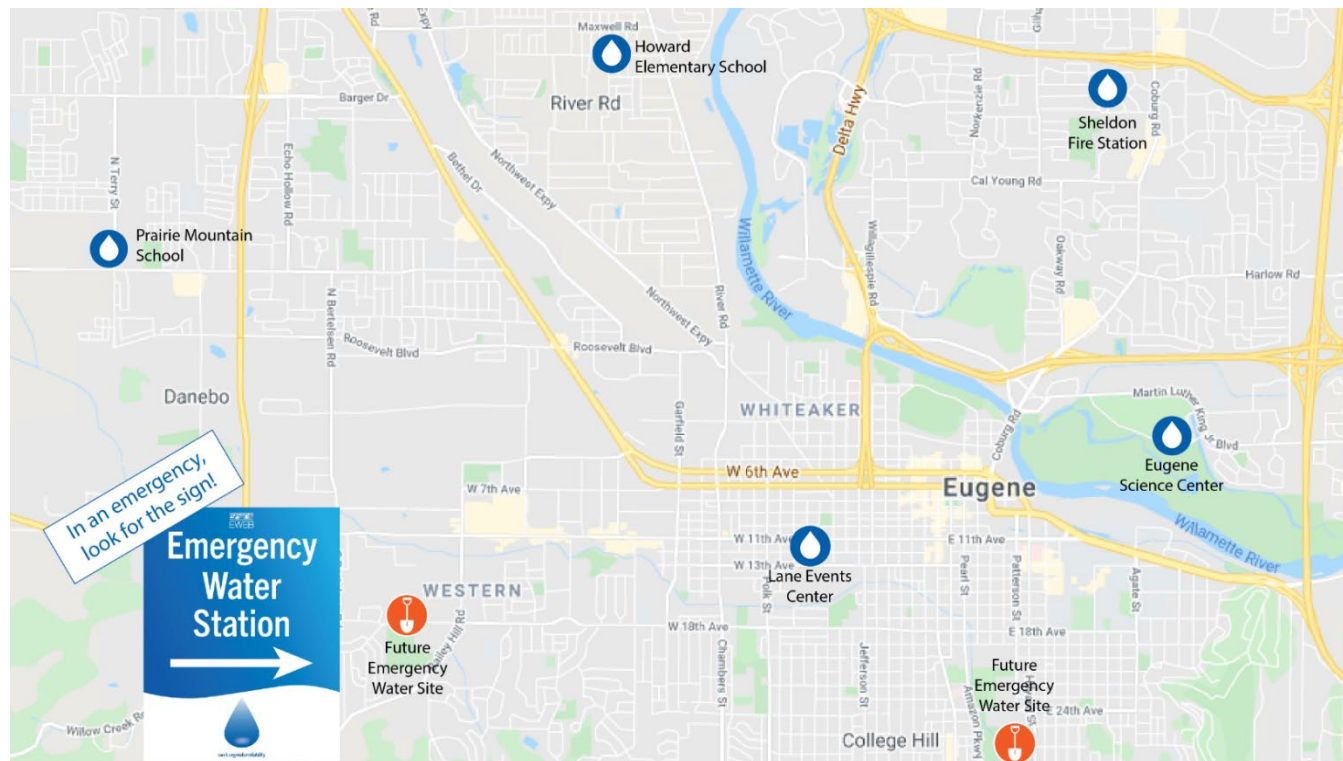 Maxwell Rd
Expy
Expy
Howard
Elementary School
River Rd
Barger Dr
Delta Hwy
Norkenzie Rd
Coburg Rd
Sheldon
Fire Station
N Terry St
Echo Hollow Rd
Bethel Dr
Northwest Expy
Cal Young Rd
Prairie Mountain
School
Willamette River
Willagillespie Rd
Oakway Rd
Harlow Rd
N Bertelsen Rd
Northwest Expy
River Rd
Roosevelt Blvd
Roosevelt Blvd
Danebo
Garfield St
WHITEAKER
Coburg Rd
Martin Luther King Jr Blvd
Eugene
Science Center
In an emergency,
look for the sign!
W 6th Ave
W 7th Ave
Eugene
EWEB
Emergency
Water
Station
W 11th Ave
E 11th Ave
Willamette River
W 13th Ave
Lane Events
Center
Polk St
Pearl St
Patterson St
Agate St
WESTERN
Bailey Hill Rd
W 18th Ave
E 18th Ave
Future
Emergency
Water Site
Chambers St
Jefferson St
Future
Emergency
Water Site
Amazon Pkwy
E 24th Ave
Willow Creek
College Hill